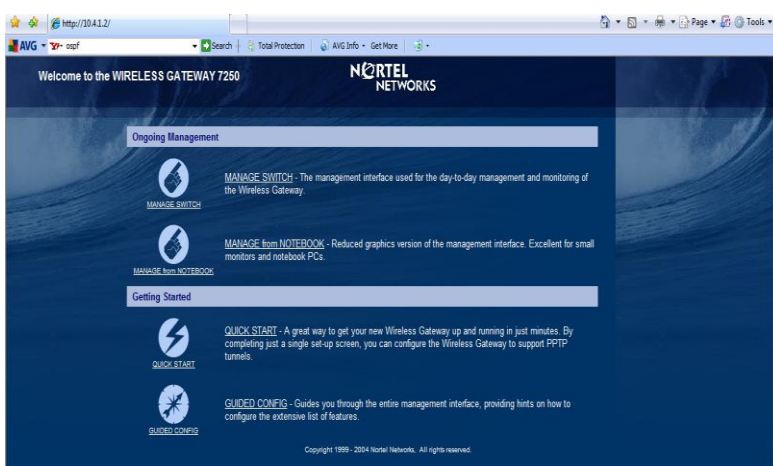 http://10.4.1.2/
Page Tools
AVG ospf Search Total Protection AVG Info Get More
Welcome to the WIRELESS GATEWAY 7250
NORTEL
NETWORKS
Ongoing Management
MANAGE SWITCH - The management interface used for the day-to-day management and monitoring of
the Wireless Gateway.
MANAGE SWITCH
MANAGE from NOTEBOOK - Reduced graphics version of the management interface. Excellent for small
monitors and notebook PCs.
MANAGE from NOTEBOOK
Getting Started
QUICK START - A great way to get your new Wireless Gateway up and running in just minutes. By
completing just a single set-up screen, you can configure the Wireless Gateway to support PPTP
tunnels.
QUICK START
GUIDED CONFIG - Guides you through the entire management interface, providing hints on how to
configure the extensive list of features.
GUIDED CONFIG
Copyright 1999 - 2004 Nortel Networks, All rights reserved.